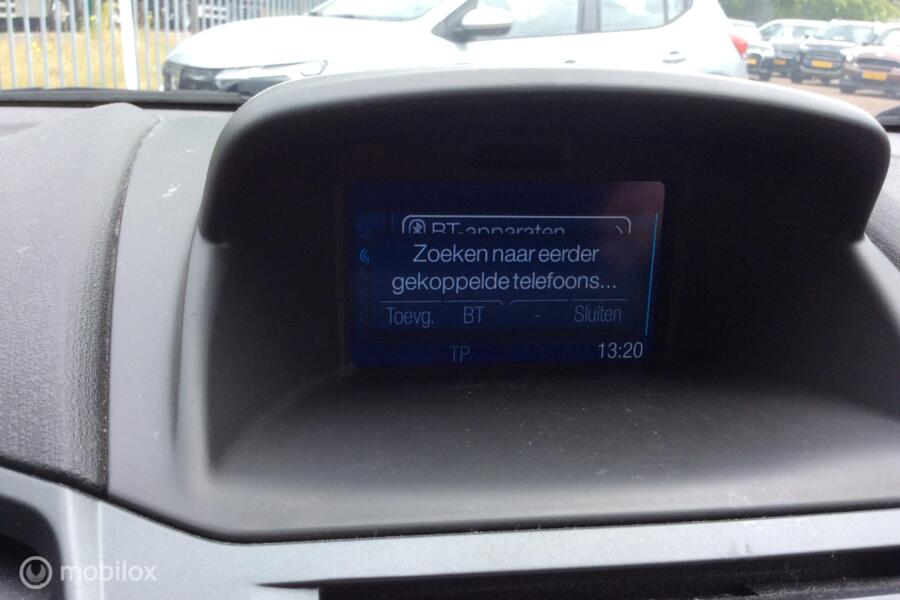 BT-apparaten
Zoeken naar eerder
gekoppelde telefoons...
Toevg. BT - Sluiten
TP 13:20
mobilox